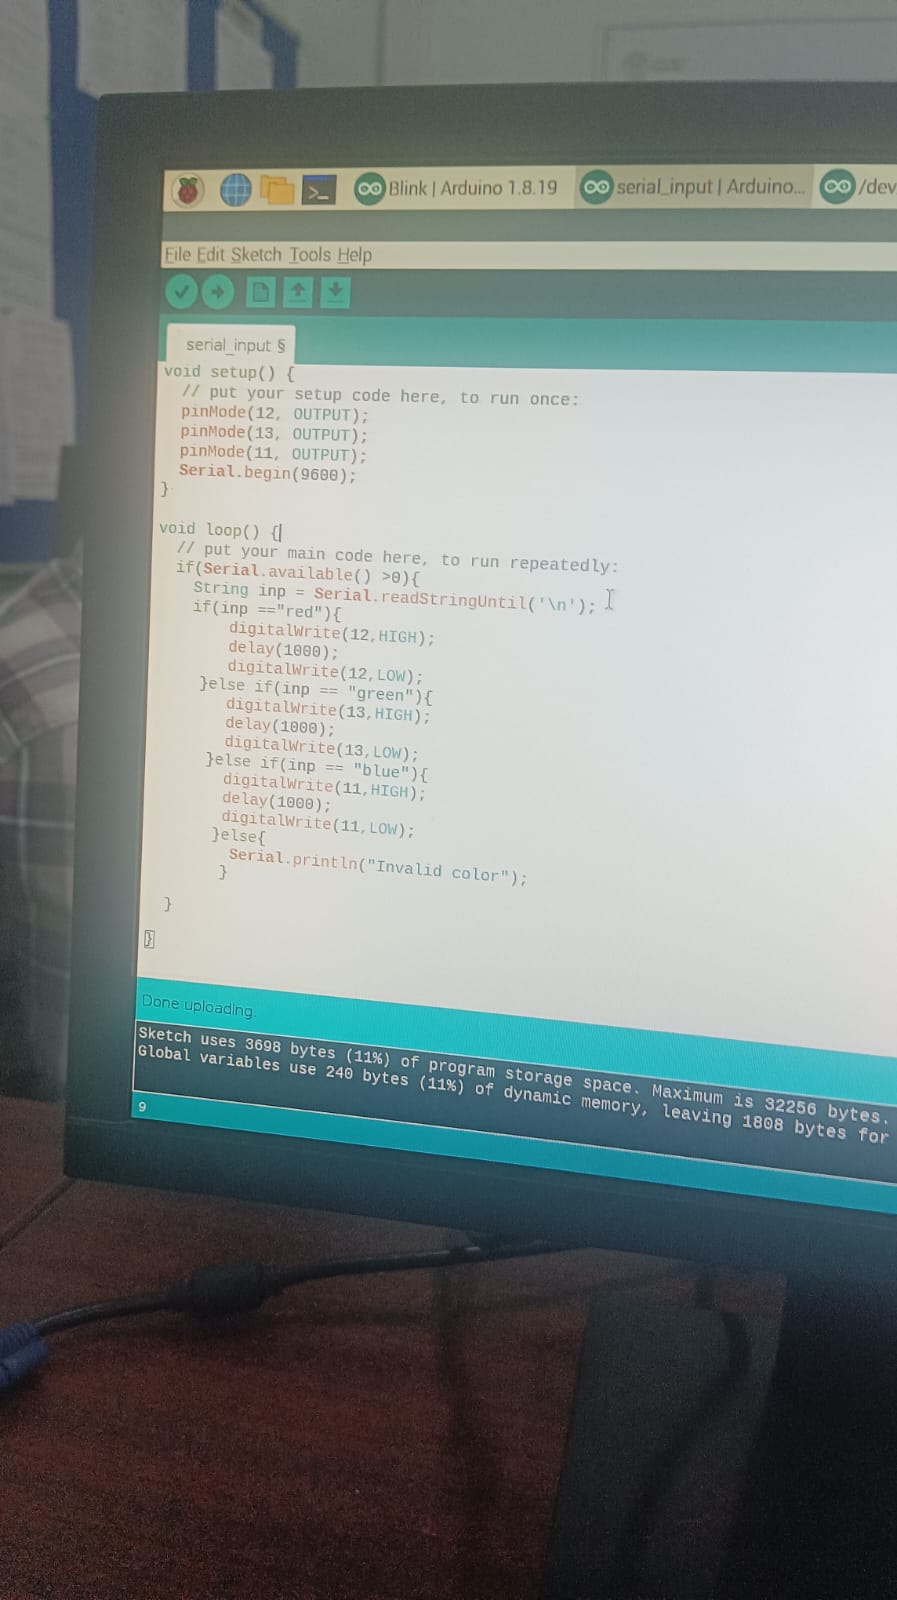 Blink | Arduino 1.8.19
serial_input | Arduino...
/dev
File Edit Sketch Tools Help
serial_input §
void setup() {
  // put your setup code here, to run once:
  pinMode(12, OUTPUT);
  pinMode(13, OUTPUT);
  pinMode(11, OUTPUT);
  Serial.begin(9600);
}
void loop() {
  // put your main code here, to run repeatedly:
  if(Serial.available() >0){
    String inp = Serial.readStringUntil('\n');
    if(inp =="red"){
        digitalWrite(12,HIGH);
        delay(1000);
        digitalWrite(12,LOW);
     }else if(inp == "green"){
        digitalWrite(13,HIGH);
        delay(1000);
        digitalWrite(13,LOW);
      }else if(inp == "blue"){
        digitalWrite(11,HIGH);
        delay(1000);
        digitalWrite(11,LOW);
       }else{
         Serial.println("Invalid color");
        }
  }
}
Done uploading.
Sketch uses 3698 bytes (11%) of program storage space. Maximum is 32256 bytes.
Global variables use 240 bytes (11%) of dynamic memory, leaving 1808 bytes for
9